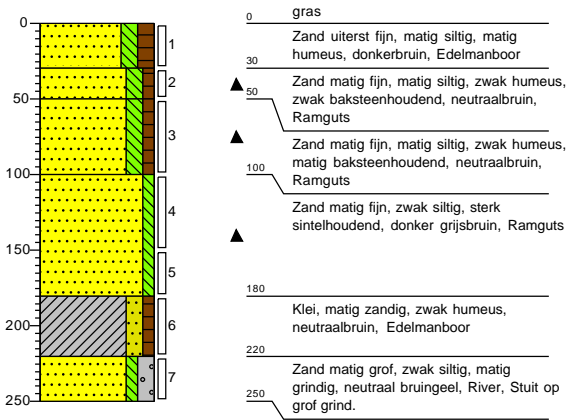 0
50
100
150
200
250
1
2
3
4
5
6
7
0
gras
Zand uiterst fijn, matig siltig, matig
humeus, donkerbruin, Edelmanboor
30
Zand matig fijn, matig siltig, zwak humeus,
zwak baksteenhoudend, neutraalbruin,
Ramguts
50
Zand matig fijn, matig siltig, zwak humeus,
matig baksteenhoudend, neutraalbruin,
Ramguts
100
Zand matig fijn, zwak siltig, sterk
sintelhoudend, donker grijsbruin, Ramguts
180
Klei, matig zandig, zwak humeus,
neutraalbruin, Edelmanboor
220
Zand matig grof, zwak siltig, matig
grindig, neutraal bruingeel, River, Stuit op
grof grind.
250